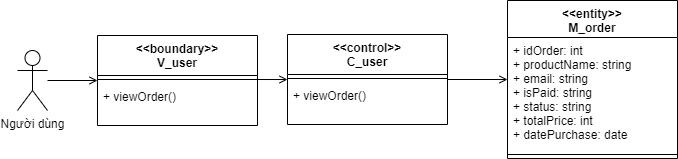 Người dùng
<<boundary>>
V_user
+ viewOrder()
<<control>>
C_user
+ viewOrder()
<<entity>>
M_order
+ idOrder: int
+ productName: string
+ email: string
+ isPaid: string
+ status: string
+ totalPrice: int
+ datePurchase: date